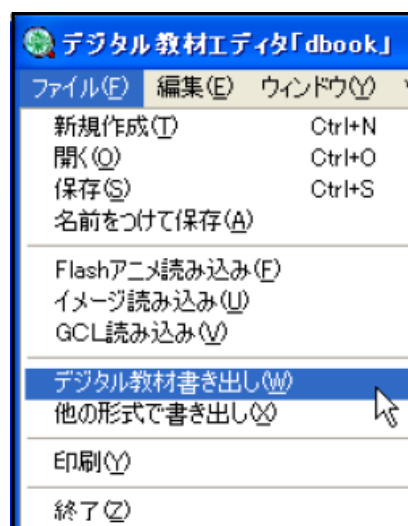 デジタル教材エディタ「dbook」
ファイル(F) 編集(E) ウィンドウ(Y)
新規作成(T) Ctrl+N
開く(O) Ctrl+O
保存(S) Ctrl+S
名前をつけて保存(A)
Flashアニメ読み込み(F)
イメージ読み込み(U)
GCL読み込み(V)
デジタル教材書き出し(W)
他の形式で書き出し(X)
印刷(Y)
終了(Z)